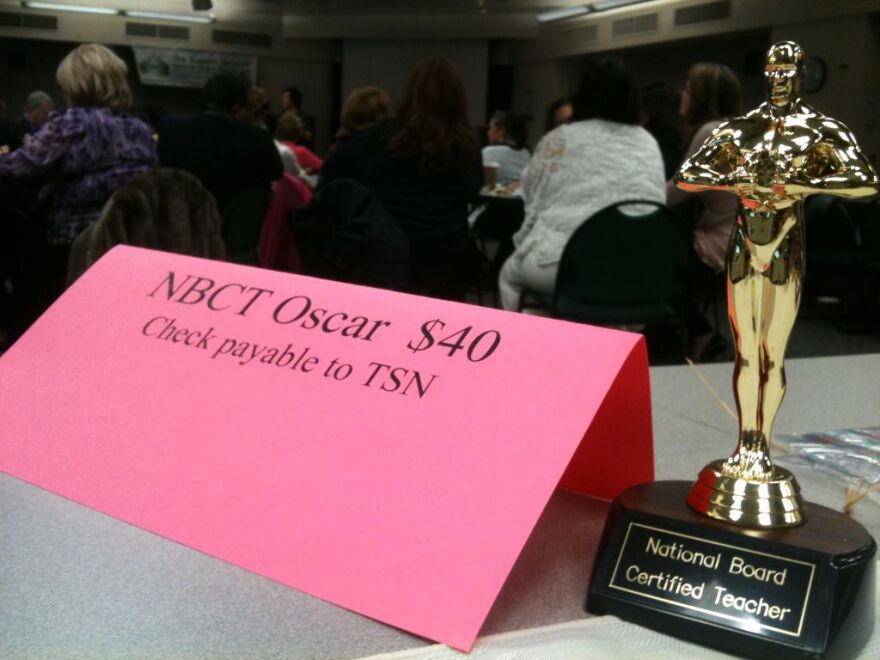 NBCT Oscar $40
Check payable to TSN
National Board
Certified Teacher